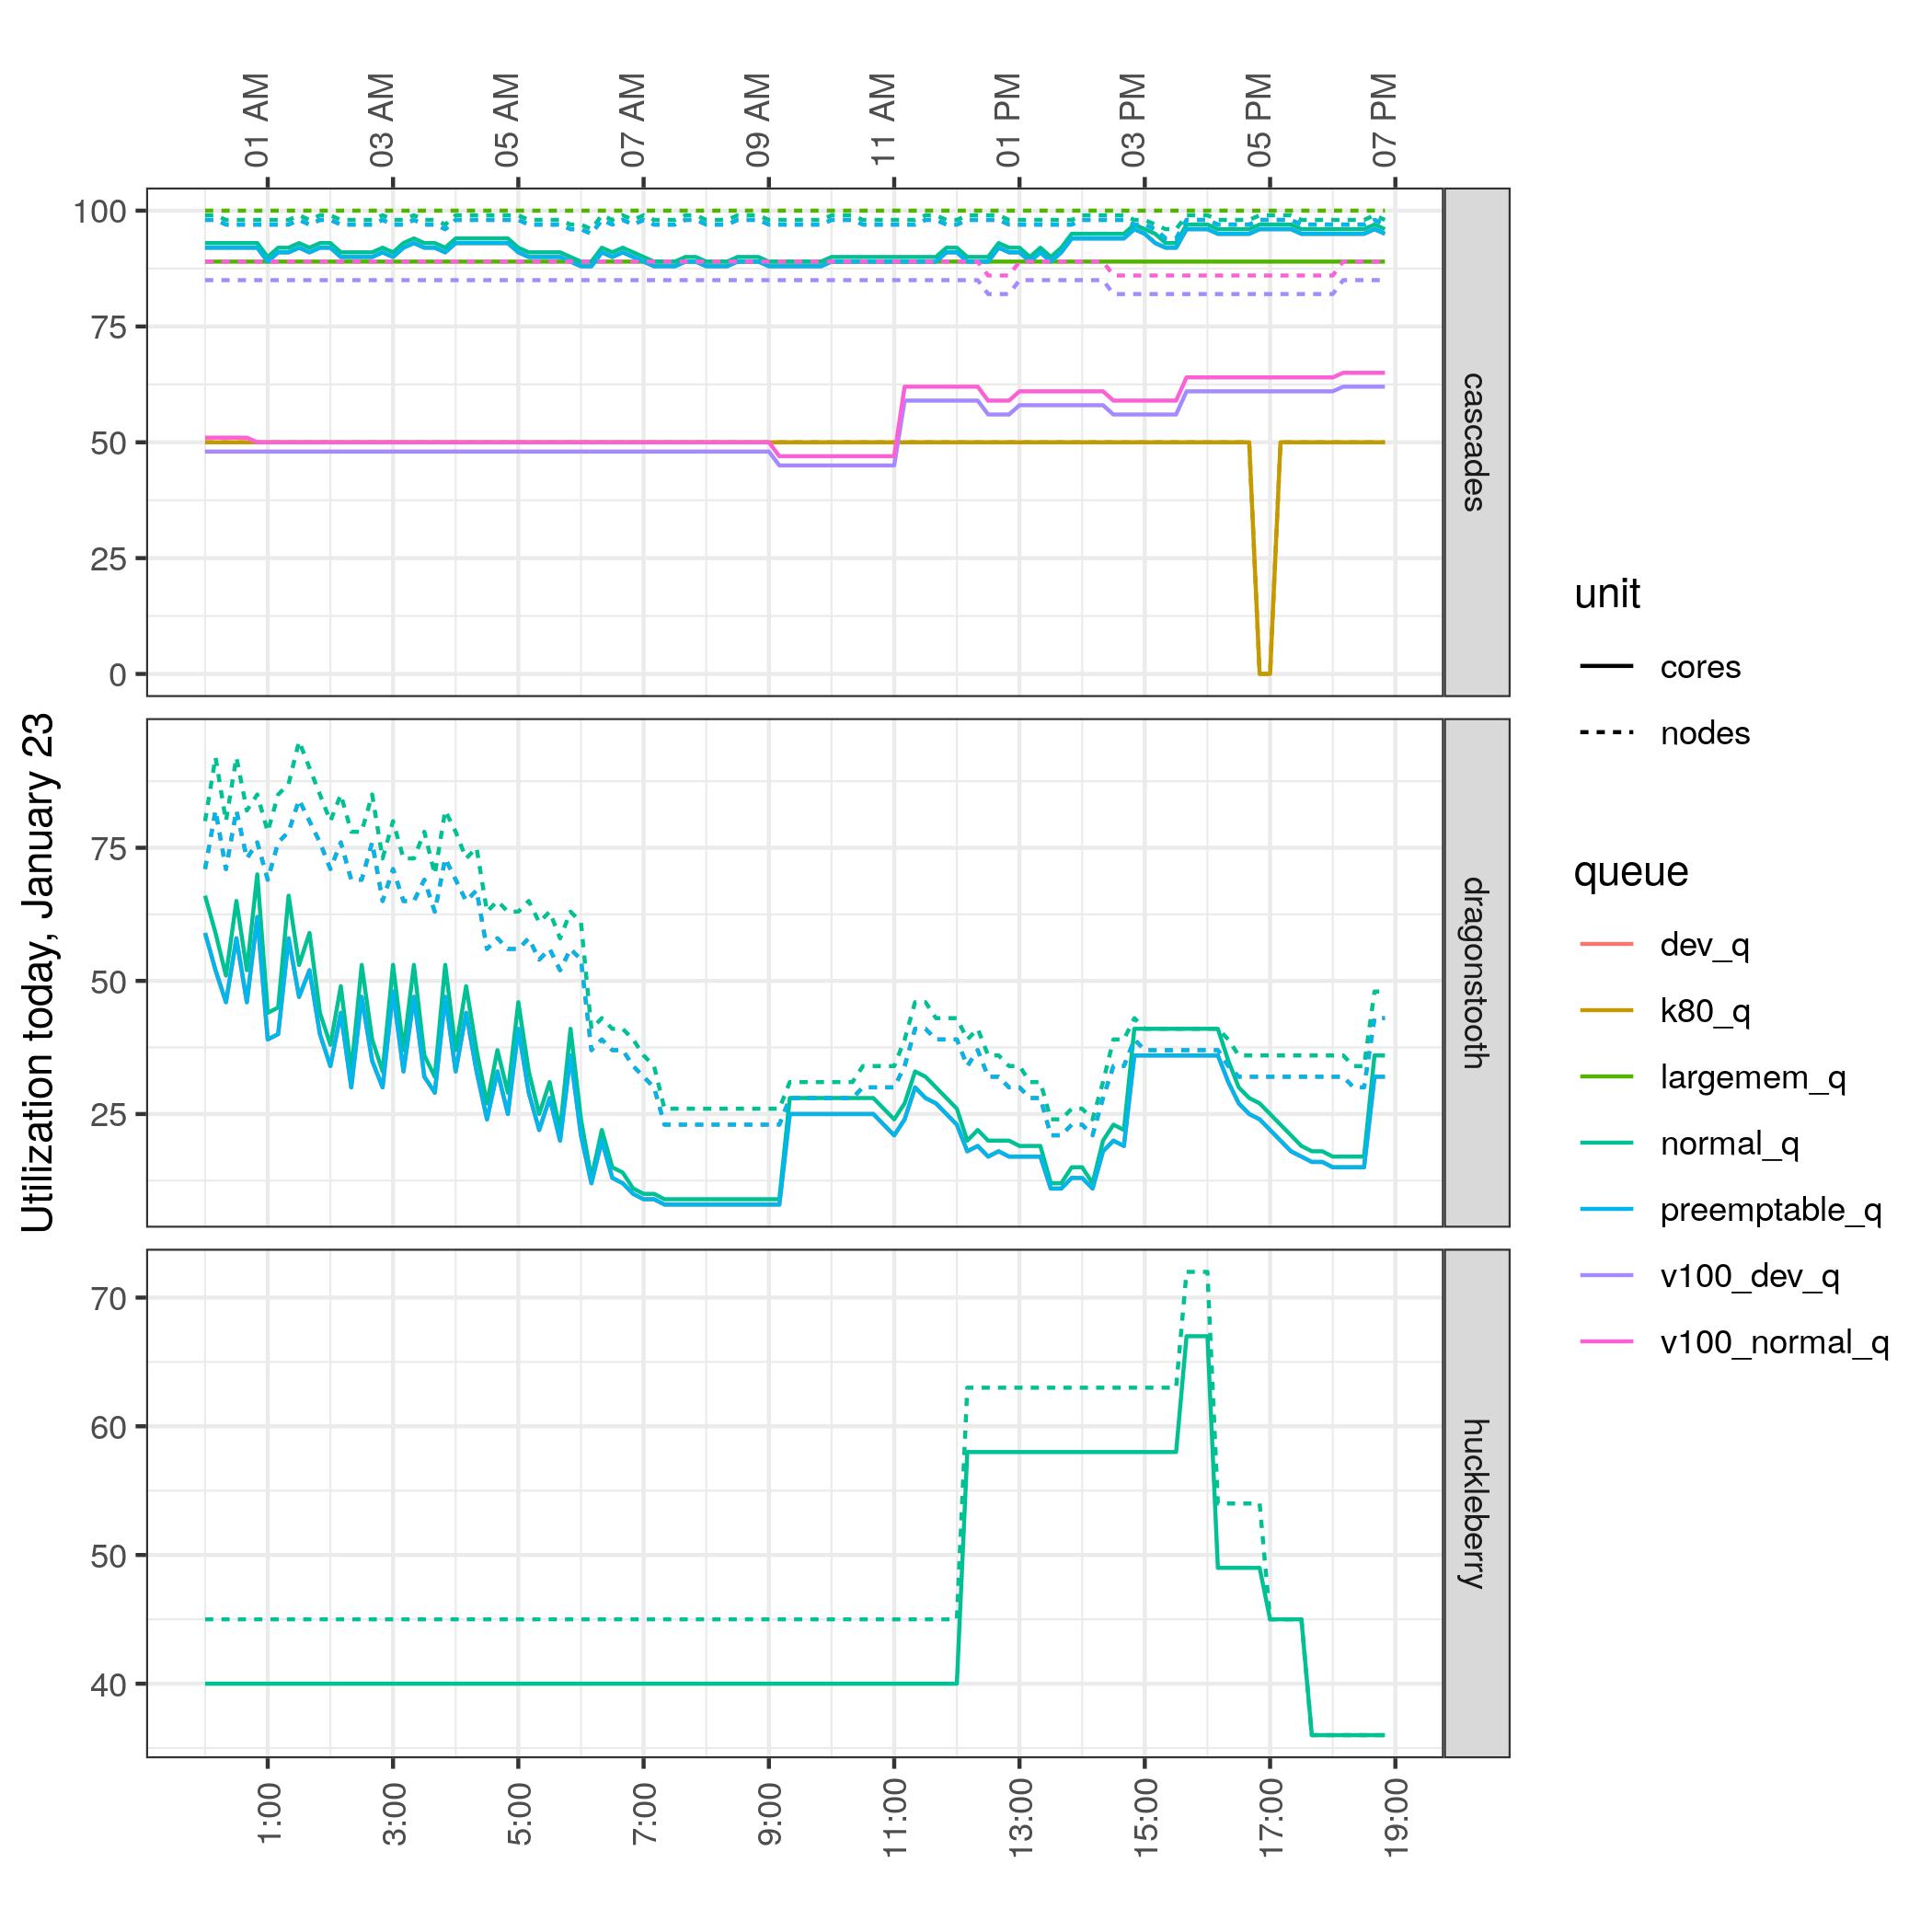 01 AM
03 AM
05 AM
07 AM
09 AM
11 AM
01 PM
03 PM
05 PM
07 PM
Utilization today, January 23
100
75
50
25
0
cascades
75
50
25
dragonstooth
70
60
50
40
huckleberry
1:00
3:00
5:00
7:00
9:00
11:00
13:00
15:00
17:00
19:00
unit
cores
nodes
queue
dev_q
k80_q
largemem_q
normal_q
preemptable_q
v100_dev_q
v100_normal_q